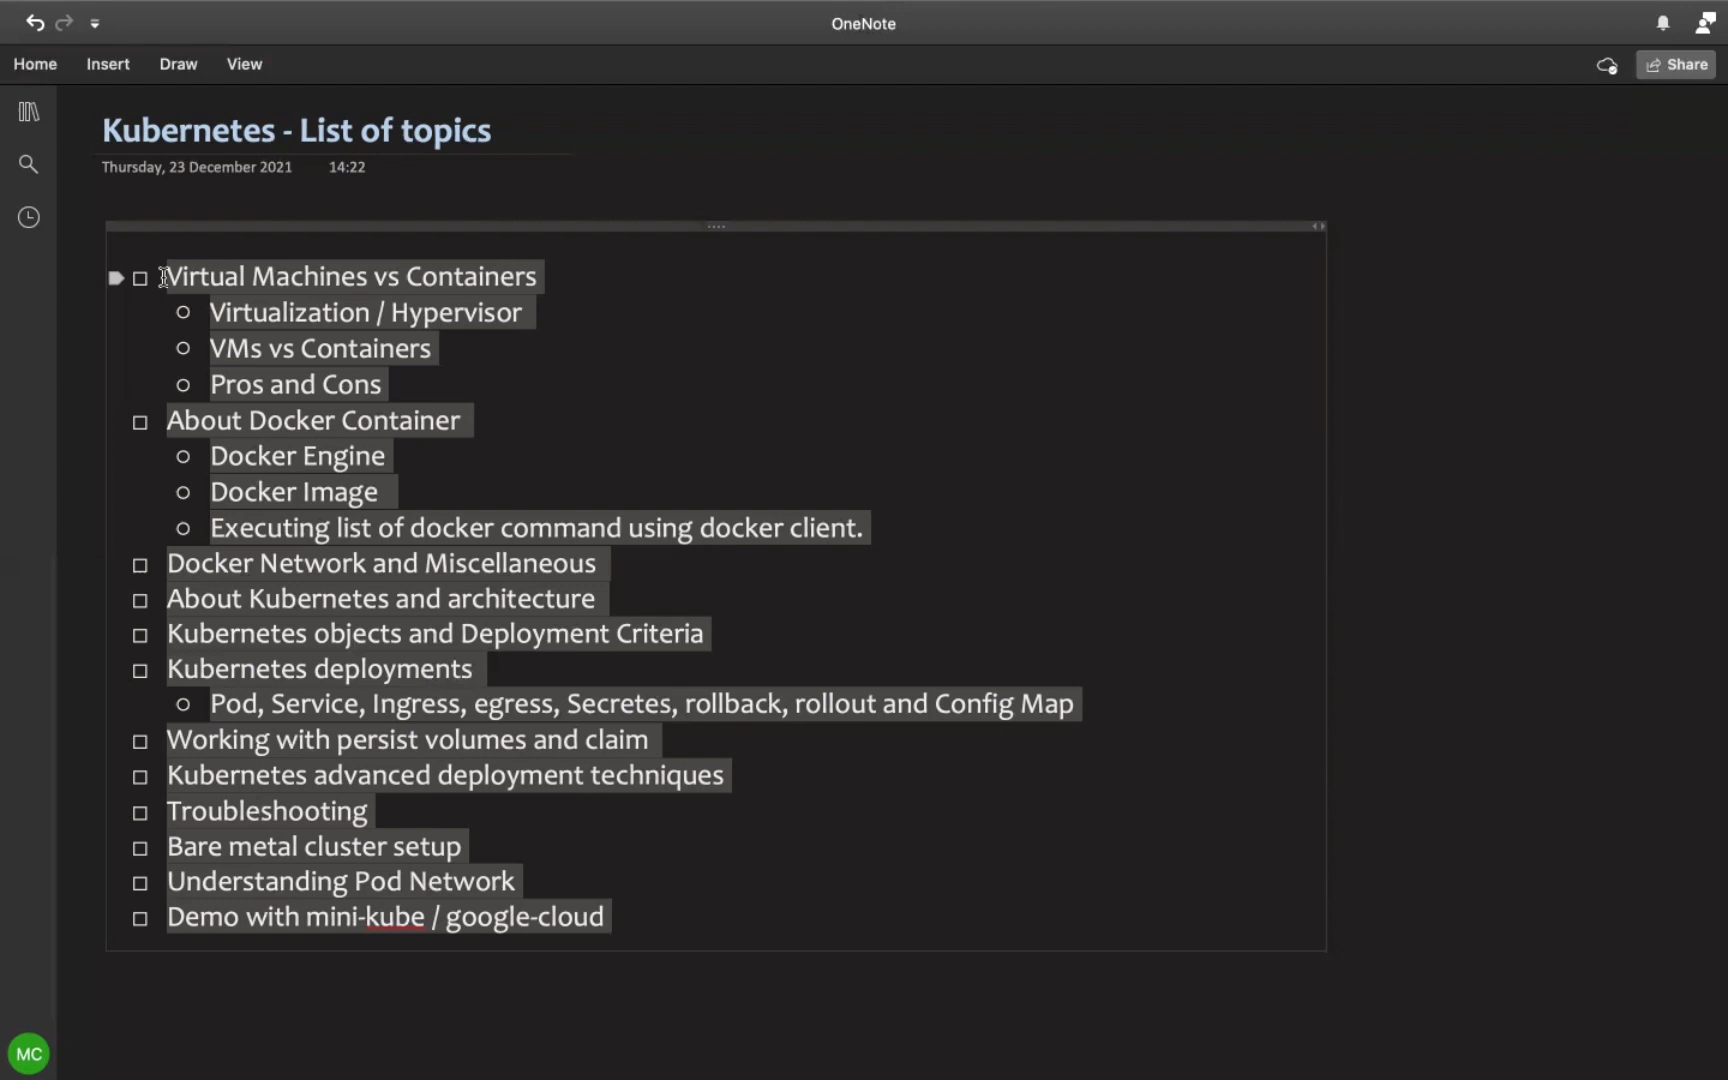 OneNote
Home Insert Draw View Share
Kubernetes - List of topics
Thursday, 23 December 2021 14:22
Virtual Machines vs Containers
Virtualization / Hypervisor
VMs vs Containers
Pros and Cons
About Docker Container
Docker Engine
Docker Image
Executing list of docker command using docker client.
Docker Network and Miscellaneous
About Kubernetes and architecture
Kubernetes objects and Deployment Criteria
Kubernetes deployments
Pod, Service, Ingress, egress, Secretes, rollback, rollout and Config Map
Working with persist volumes and claim
Kubernetes advanced deployment techniques
Troubleshooting
Bare metal cluster setup
Understanding Pod Network
Demo with mini-kube / google-cloud
MC